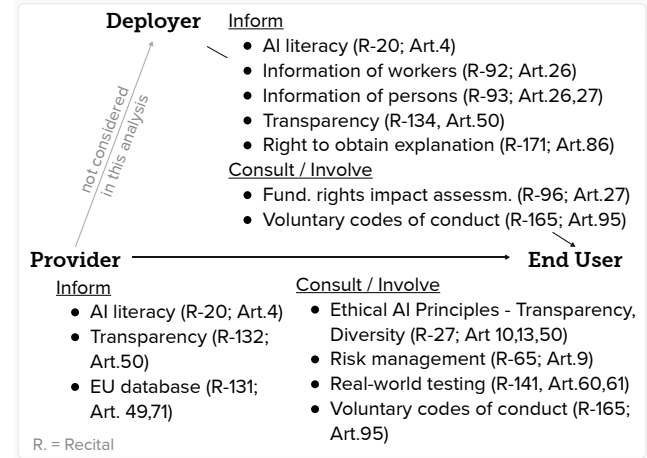 Deployer
Inform
• AI literacy (R-20; Art.4)
• Information of workers (R-92; Art.26)
• Information of persons (R-93; Art.26,27)
• Transparency (R-134, Art.50)
• Right to obtain explanation (R-171; Art.86)
Consult / Involve
• Fund. rights impact assessm. (R-96; Art.27)
• Voluntary codes of conduct (R-165; Art.95)
not considered
in this analysis
Provider
End User
Inform
• AI literacy (R-20; Art.4)
• Transparency (R-132;
Art.50)
• EU database (R-131;
Art. 49,71)
Consult / Involve
• Ethical AI Principles - Transparency,
Diversity (R-27; Art 10,13,50)
• Risk management (R-65; Art.9)
• Real-world testing (R-141, Art.60,61)
• Voluntary codes of conduct (R-165;
Art.95)
R. = Recital